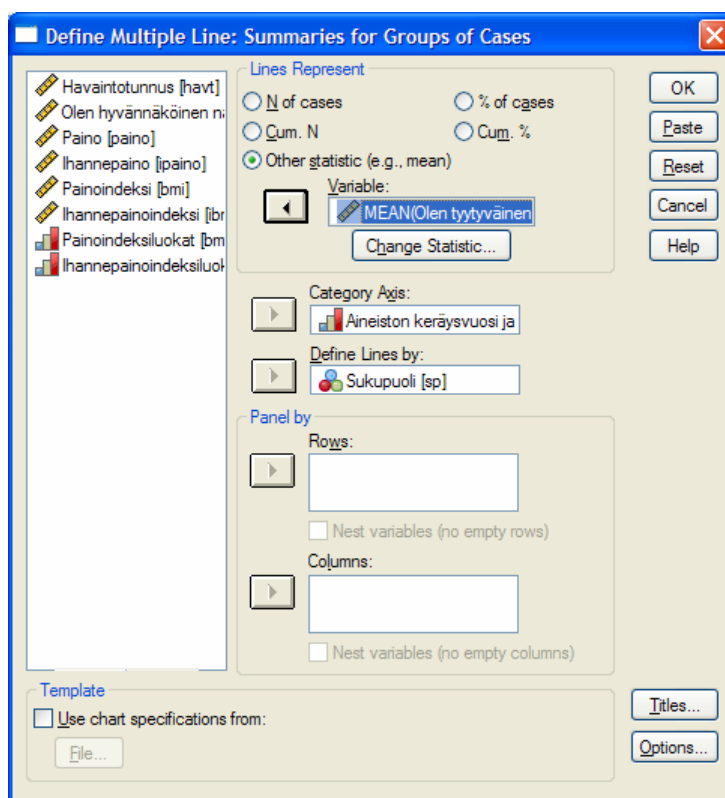 Define Multiple Line: Summaries for Groups of Cases
Havaintotunnus [havt]
Olen hyvännäköinen nä
Paino [paino]
Ihannepaino [ipaino]
Painoindeksi [bmi]
Ihannepainoindeksi [ibr
Painoindeksiluokat [bm
Ihannepainoindeksiluok
Lines Represent
N of cases
% of cases
Cum. N
Cum. %
Other statistic (e.g., mean)
Variable:
MEAN(Olen tyytyväinen
Change Statistic...
Category Axis:
Aineiston keräysvuosi ja
Define Lines by:
Sukupuoli [sp]
Panel by
Rows:
Nest variables (no empty rows)
Columns:
Nest variables (no empty columns)
OK
Paste
Reset
Cancel
Help
Template
Use chart specifications from:
File...
Titles...
Options...